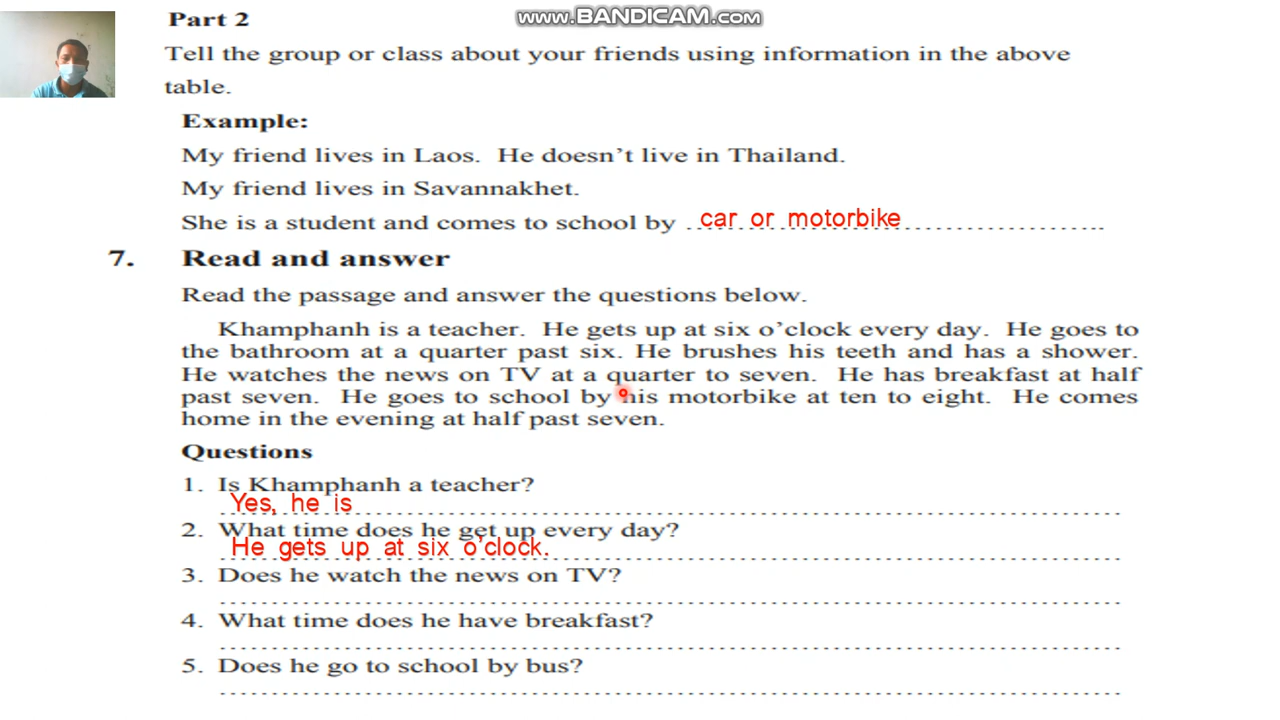 www.BANDICAM.com
Part 2
Tell the group or class about your friends using information in the above
table.
Example:
My friend lives in Laos. He doesn't live in Thailand.
My friend lives in Savannakhet.
She is a student and comes to school by ...car or motorbike.....................
7. Read and answer
Read the passage and answer the questions below.
Khamphanh is a teacher. He gets up at six o'clock every day. He goes to
the bathroom at a quarter past six. He brushes his teeth and has a shower.
He watches the news on TV at a quarter to seven. He has breakfast at half
past seven. He goes to school by his motorbike at ten to eight. He comes
home in the evening at half past seven.
Questions
1. Is Khamphanh a teacher?
Yes, he is
2. What time does he get up every day?
He gets up at six o'clock.
3. Does he watch the news on TV?
4. What time does he have breakfast?
5. Does he go to school by bus?